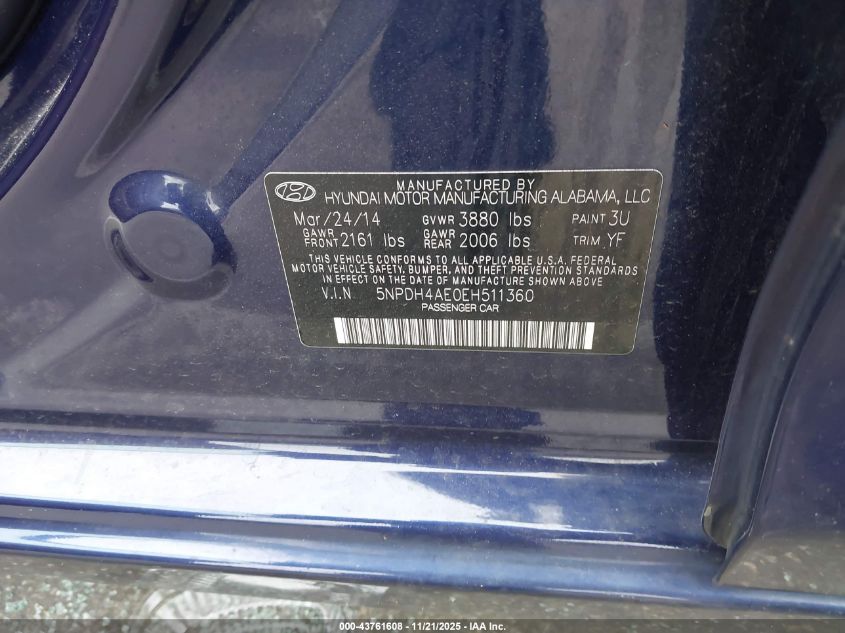 MANUFACTURED BY
HYUNDAI MOTOR MANUFACTURING ALABAMA, LLC
Mar/24/14 GVWR 3880 lbs PAINT 3U
GAWR FRONT 2161 lbs GAWR REAR 2006 lbs TRIM YF
THIS VEHICLE CONFORMS TO ALL APPLICABLE U.S.A. FEDERAL
MOTOR VEHICLE SAFETY, BUMPER, AND THEFT PREVENTION STANDARDS
IN EFFECT ON THE DATE OF MANUFACTURE SHOWN ABOVE
V.I.N 5NPDH4AE0EH511360
PASSENGER CAR
000-43761608 - 11/21/2025 - IAA Inc.